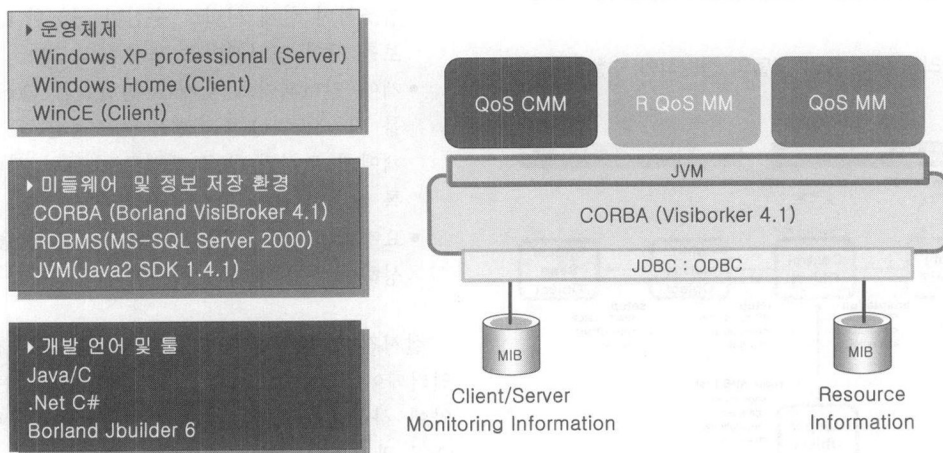 ▶ 운영체제
Windows XP professional (Server)
Windows Home (Client)
WinCE (Client)
▶ 미들웨어 및 정보 저장 환경
CORBA (Borland VisiBroker 4.1)
RDBMS(MS-SQL Server 2000)
JVM(Java2 SDK 1.4.1)
▶ 개발 언어 및 툴
Java/C
.Net C#
Borland Jbuilder 6
QoS CMM
R QoS MM
QoS MM
JVM
CORBA (Visiborker 4.1)
JDBC : ODBC
MIB
MIB
Client/Server
Monitoring Information
Resource
Information